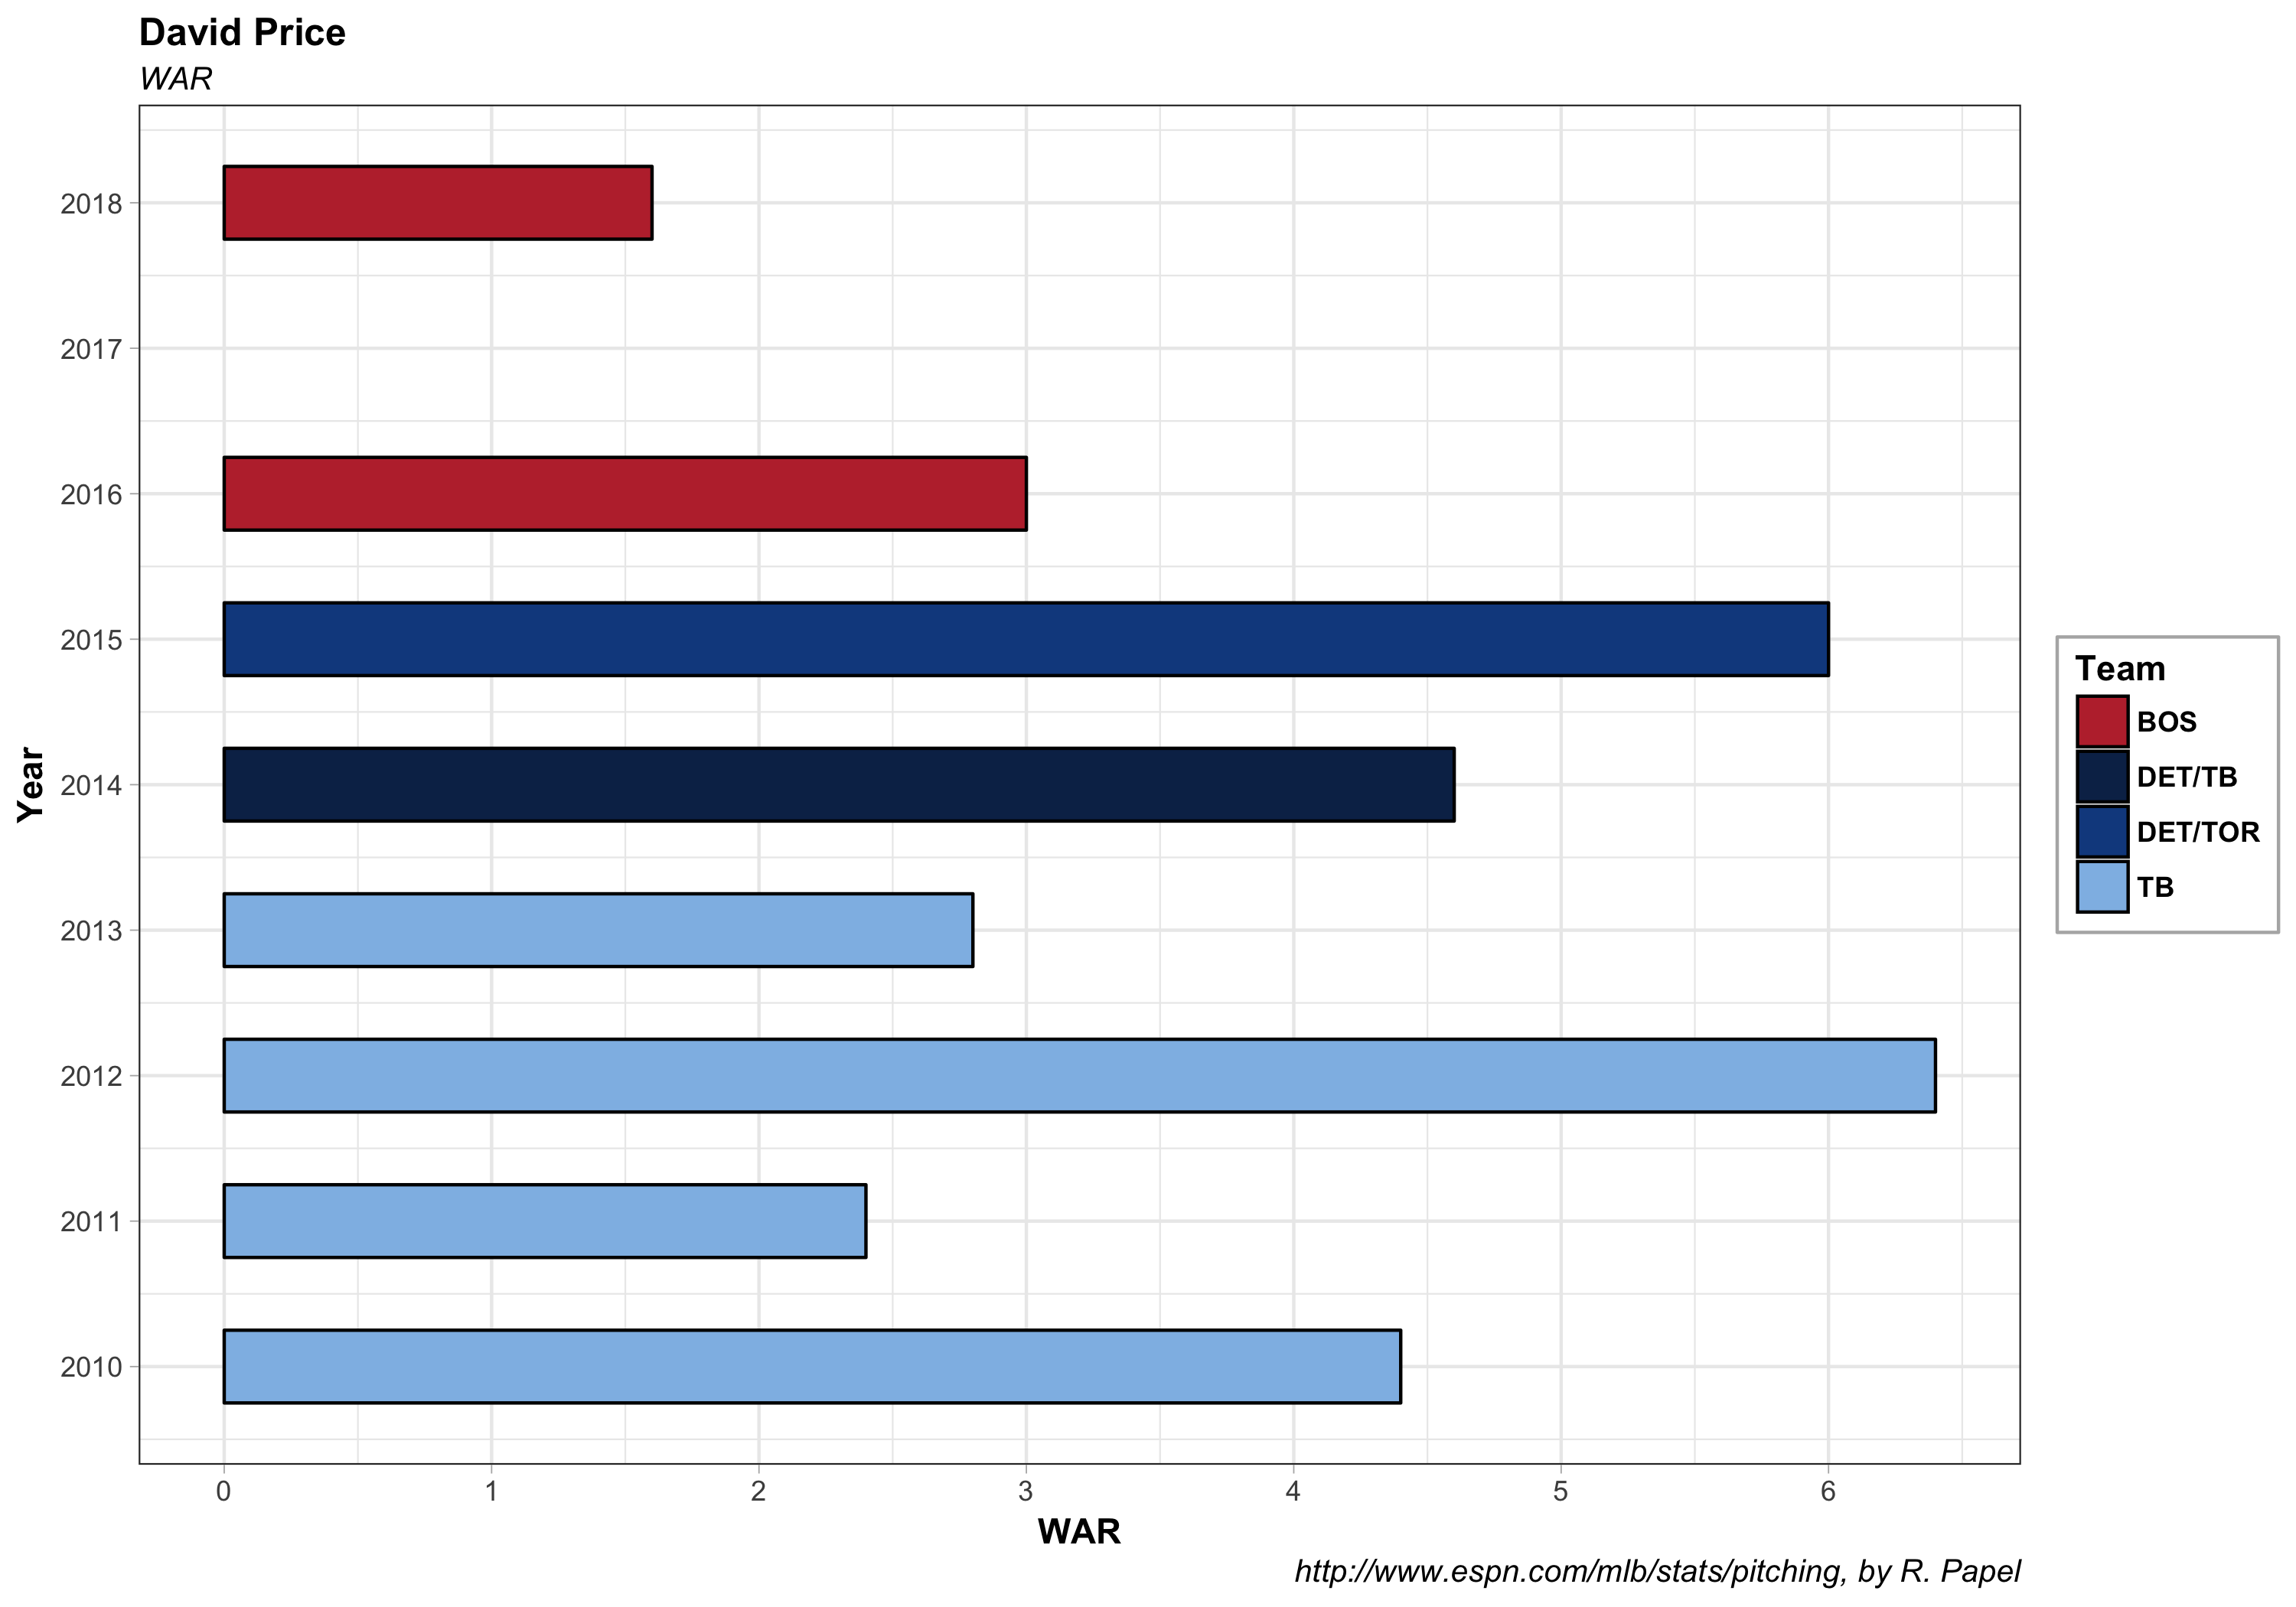 David Price
WAR
2018
2017
2016
2015
2014
2013
2012
2011
2010
Year
0 1 2 3 4 5 6
WAR
Team
BOS
DET/TB
DET/TOR
TB
http://www.espn.com/mlb/stats/pitching, by R. Papel